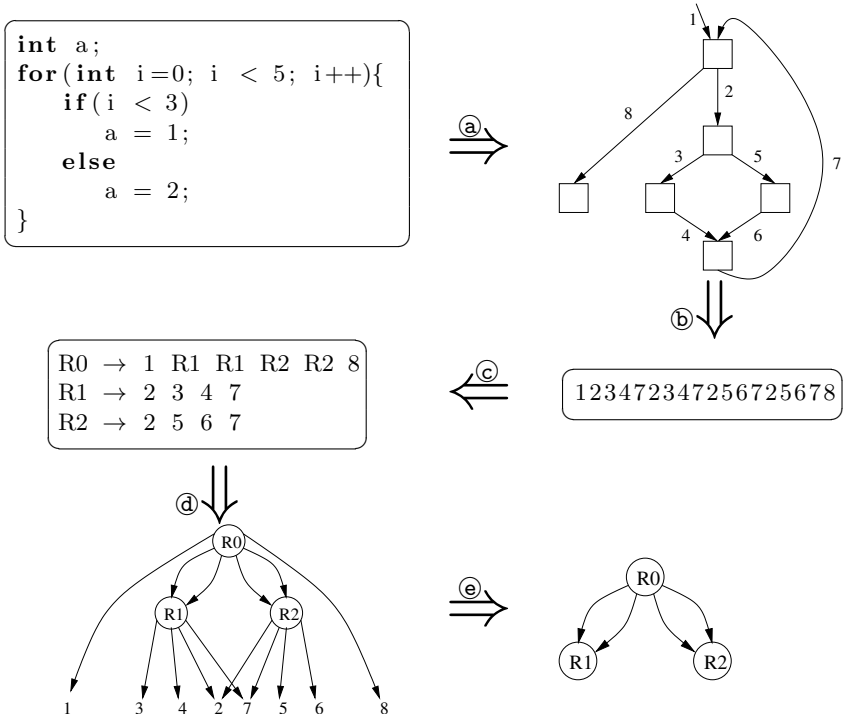 int a;
for(int i=0; i < 5; i++){
if(i < 3)
a = 1;
else
a = 2;
}
a
1
2
8
3
5
7
4
6
b
R0 → 1 R1 R1 R2 R2 8
R1 → 2 3 4 7
R2 → 2 5 6 7
c
123472347256725678
d
R0
R1
R2
1
3
4
2
7
5
6
8
e
R0
R1
R2